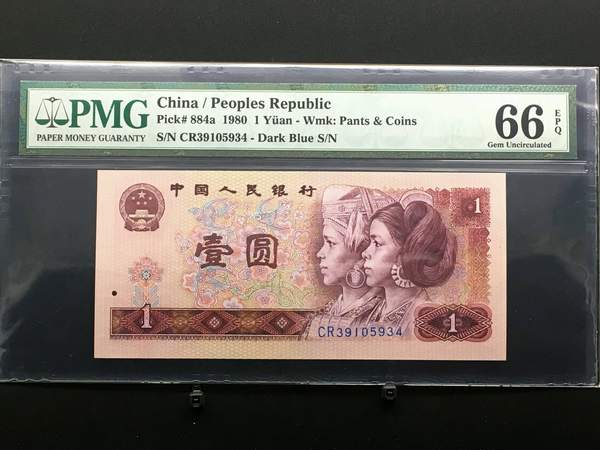 PMG
PAPER MONEY GUARANTY
China / Peoples Republic
Pick# 884a 1980 1 Yüan - Wmk: Pants & Coins
S/N CR39105934 - Dark Blue S/N
66 EPQ
Gem Uncirculated
中国人民银行
1
壹圆
1
CR39105934
1